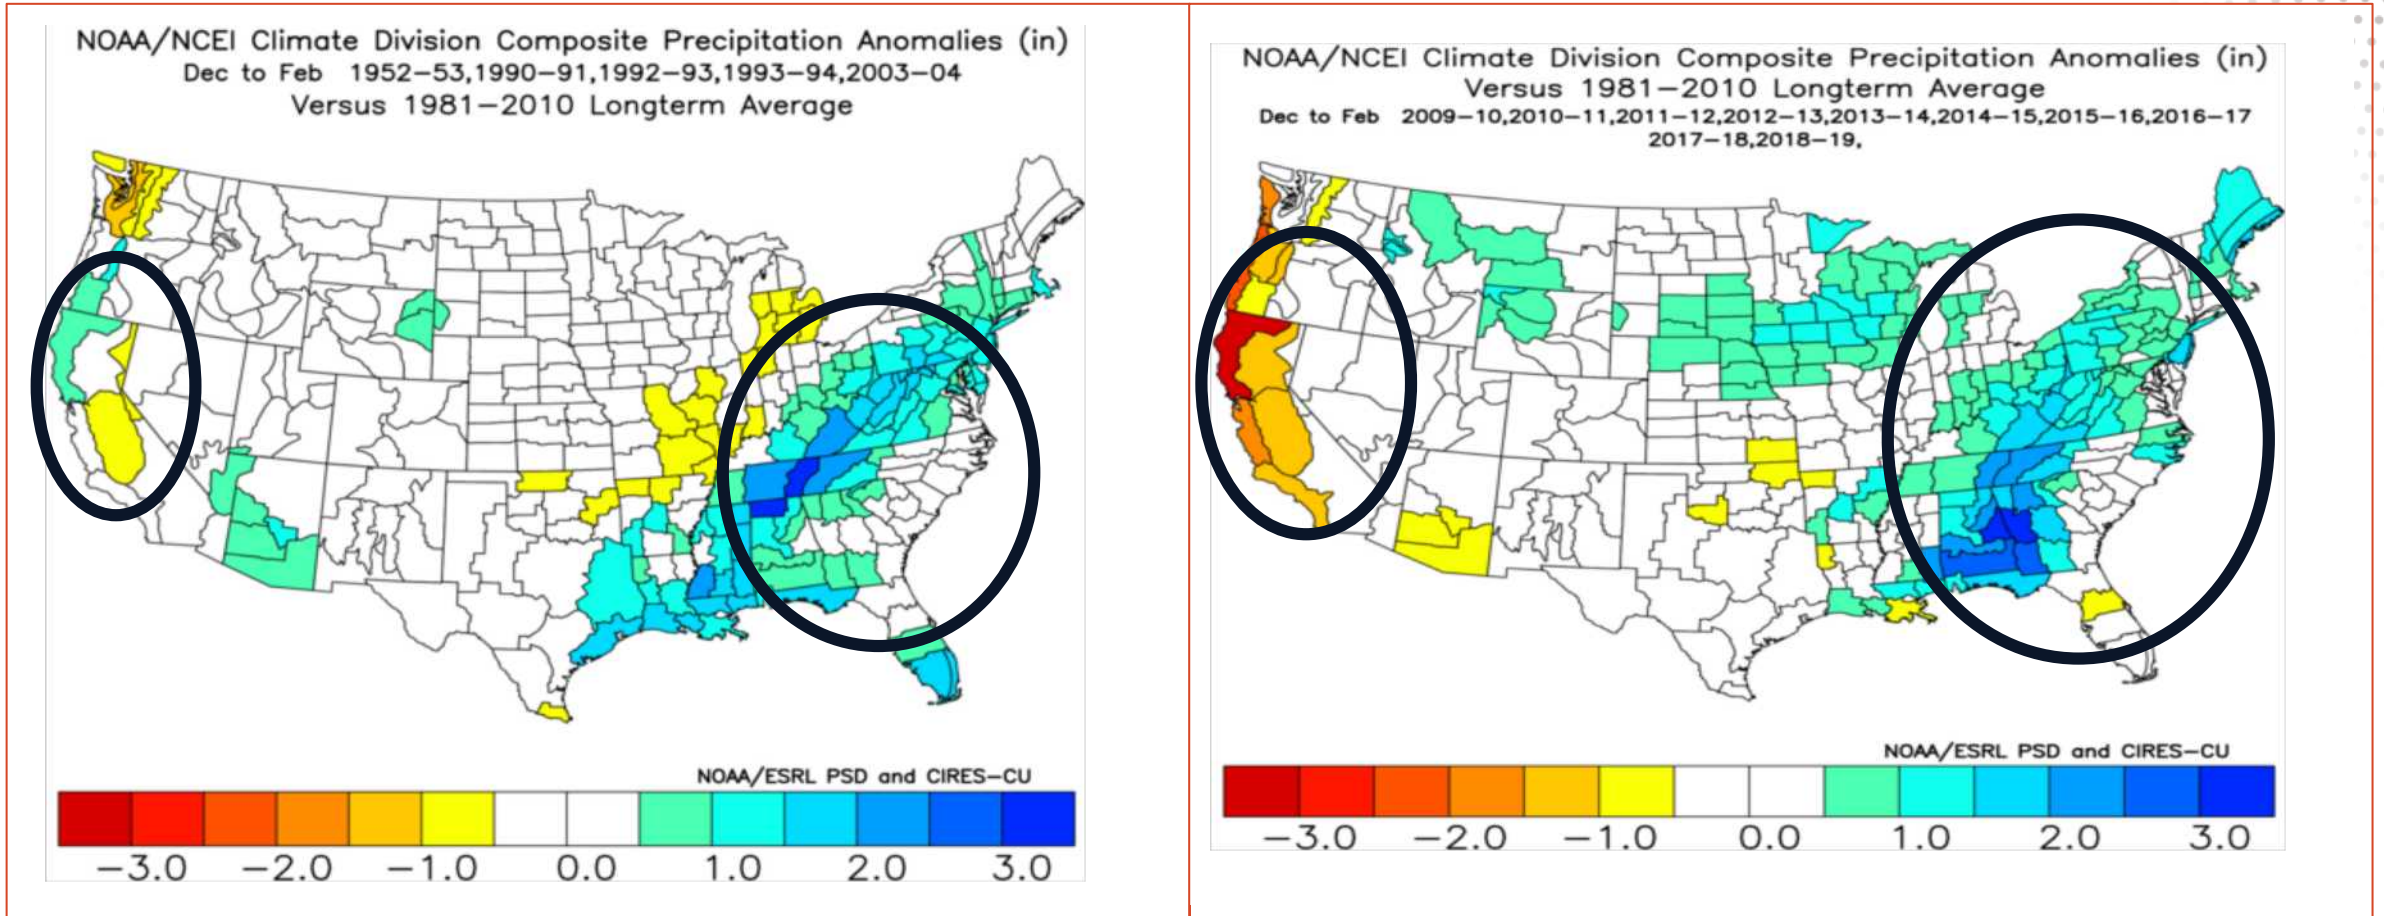 NOAA/NCEI Climate Division Composite Precipitation Anomalies (in)
Dec to Feb 1952-53,1990-91,1992-93,1993-94,2003-04
Versus 1981-2010 Longterm Average
NOAA/ESRL PSD and CIRES-CU
-3.0 -2.0 -1.0 0.0 1.0 2.0 3.0
NOAA/NCEI Climate Division Composite Precipitation Anomalies (in)
Versus 1981-2010 Longterm Average
Dec to Feb 2009-10,2010-11,2011-12,2012-13,2013-14,2014-15,2015-16,2016-17
2017-18,2018-19,
NOAA/ESRL PSD and CIRES-CU
-3.0 -2.0 -1.0 0.0 1.0 2.0 3.0